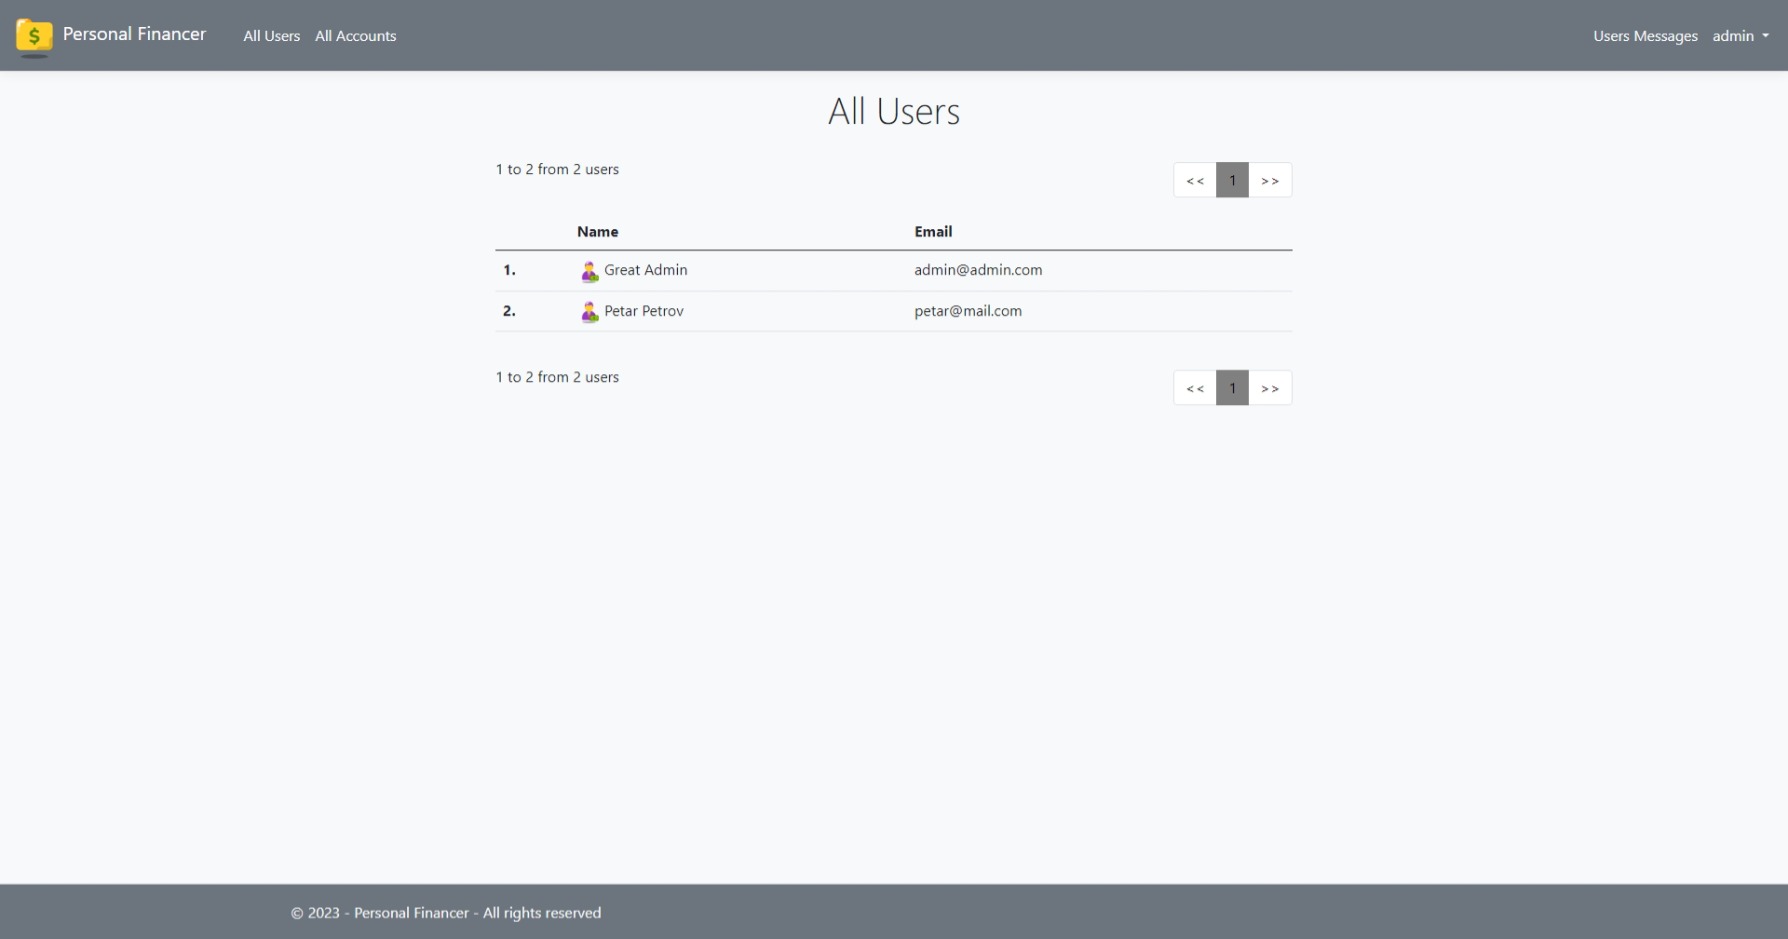 Personal Financer All Users All Accounts Users Messages admin
All Users
1 to 2 from 2 users << 1 >>
Name Email
1. Great Admin admin@admin.com
2. Petar Petrov petar@mail.com
1 to 2 from 2 users << 1 >>
© 2023 - Personal Financer - All rights reserved